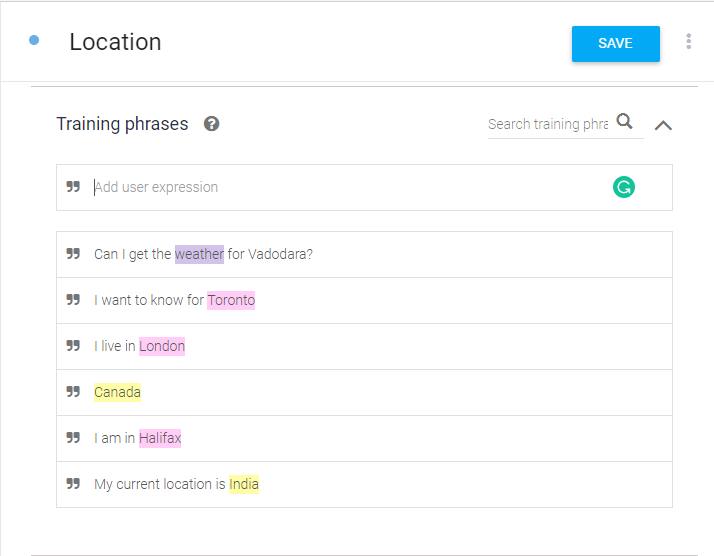 Location
SAVE
Training phrases
Search training phra
Add user expression
Can I get the weather for Vadodara?
I want to know for Toronto
I live in London
Canada
I am in Halifax
My current location is India